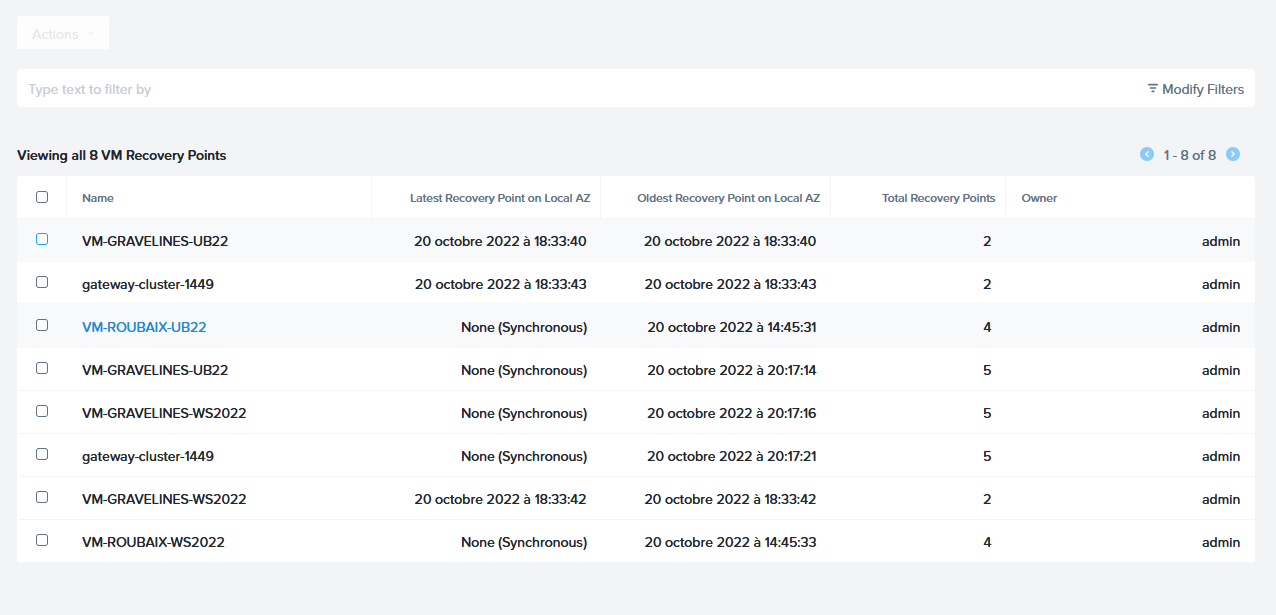 Actions
Type text to filter by Modify Filters
Viewing all 8 VM Recovery Points 1 - 8 of 8
Name Latest Recovery Point on Local AZ Oldest Recovery Point on Local AZ Total Recovery Points Owner
VM-GRAVELINES-UB22 20 octobre 2022 à 18:33:40 20 octobre 2022 à 18:33:40 2 admin
gateway-cluster-1449 20 octobre 2022 à 18:33:43 20 octobre 2022 à 18:33:43 2 admin
VM-ROUBAIX-UB22 None (Synchronous) 20 octobre 2022 à 14:45:31 4 admin
VM-GRAVELINES-UB22 None (Synchronous) 20 octobre 2022 à 20:17:14 5 admin
VM-GRAVELINES-WS2022 None (Synchronous) 20 octobre 2022 à 20:17:16 5 admin
gateway-cluster-1449 None (Synchronous) 20 octobre 2022 à 20:17:21 5 admin
VM-GRAVELINES-WS2022 20 octobre 2022 à 18:33:42 20 octobre 2022 à 18:33:42 2 admin
VM-ROUBAIX-WS2022 None (Synchronous) 20 octobre 2022 à 14:45:33 4 admin